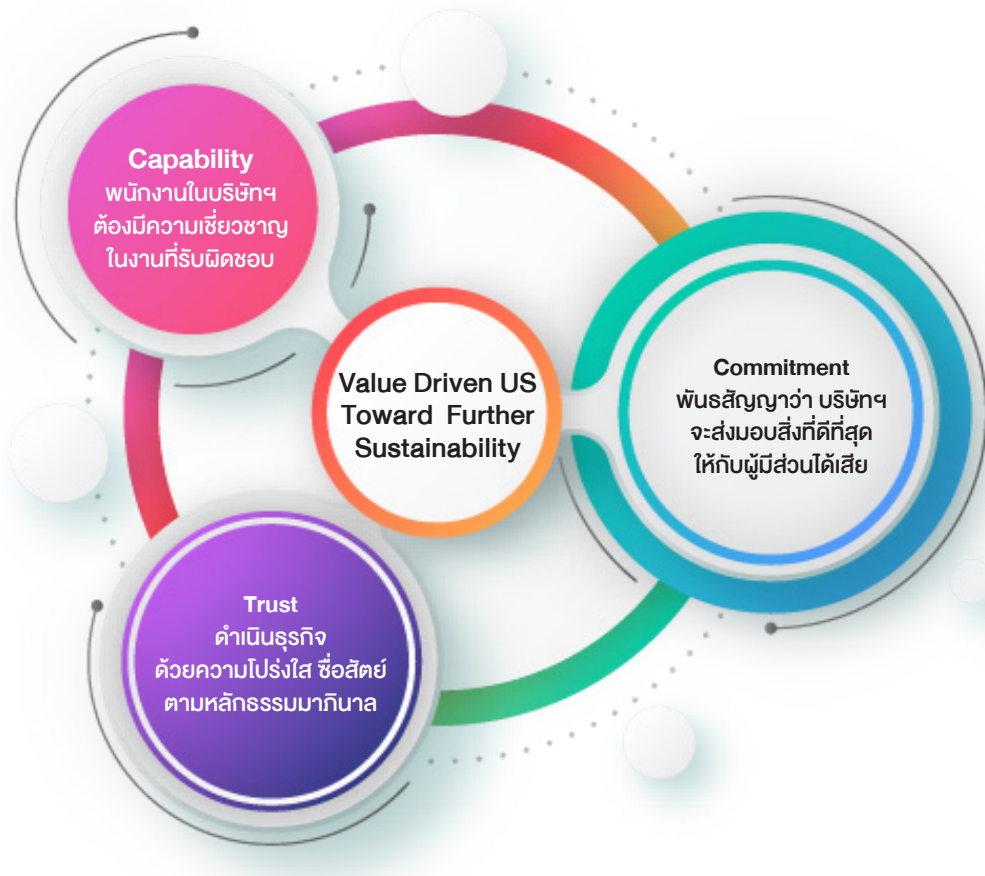 Capability
พนักงานในบริษัทฯ
ต้องมีความเชี่ยวชาญ
ในงานที่รับผิดชอบ
Value Driven US
Toward Further
Sustainability
Commitment
พันธสัญญาว่า บริษัทฯ
จะส่งมอบสิ่งที่ดีที่สุด
ให้กับผู้มีส่วนได้เสีย
Trust
ดำเนินธุรกิจ
ด้วยความโปร่งใส ซื่อสัตย์
ตามหลักธรรมมาภินาล